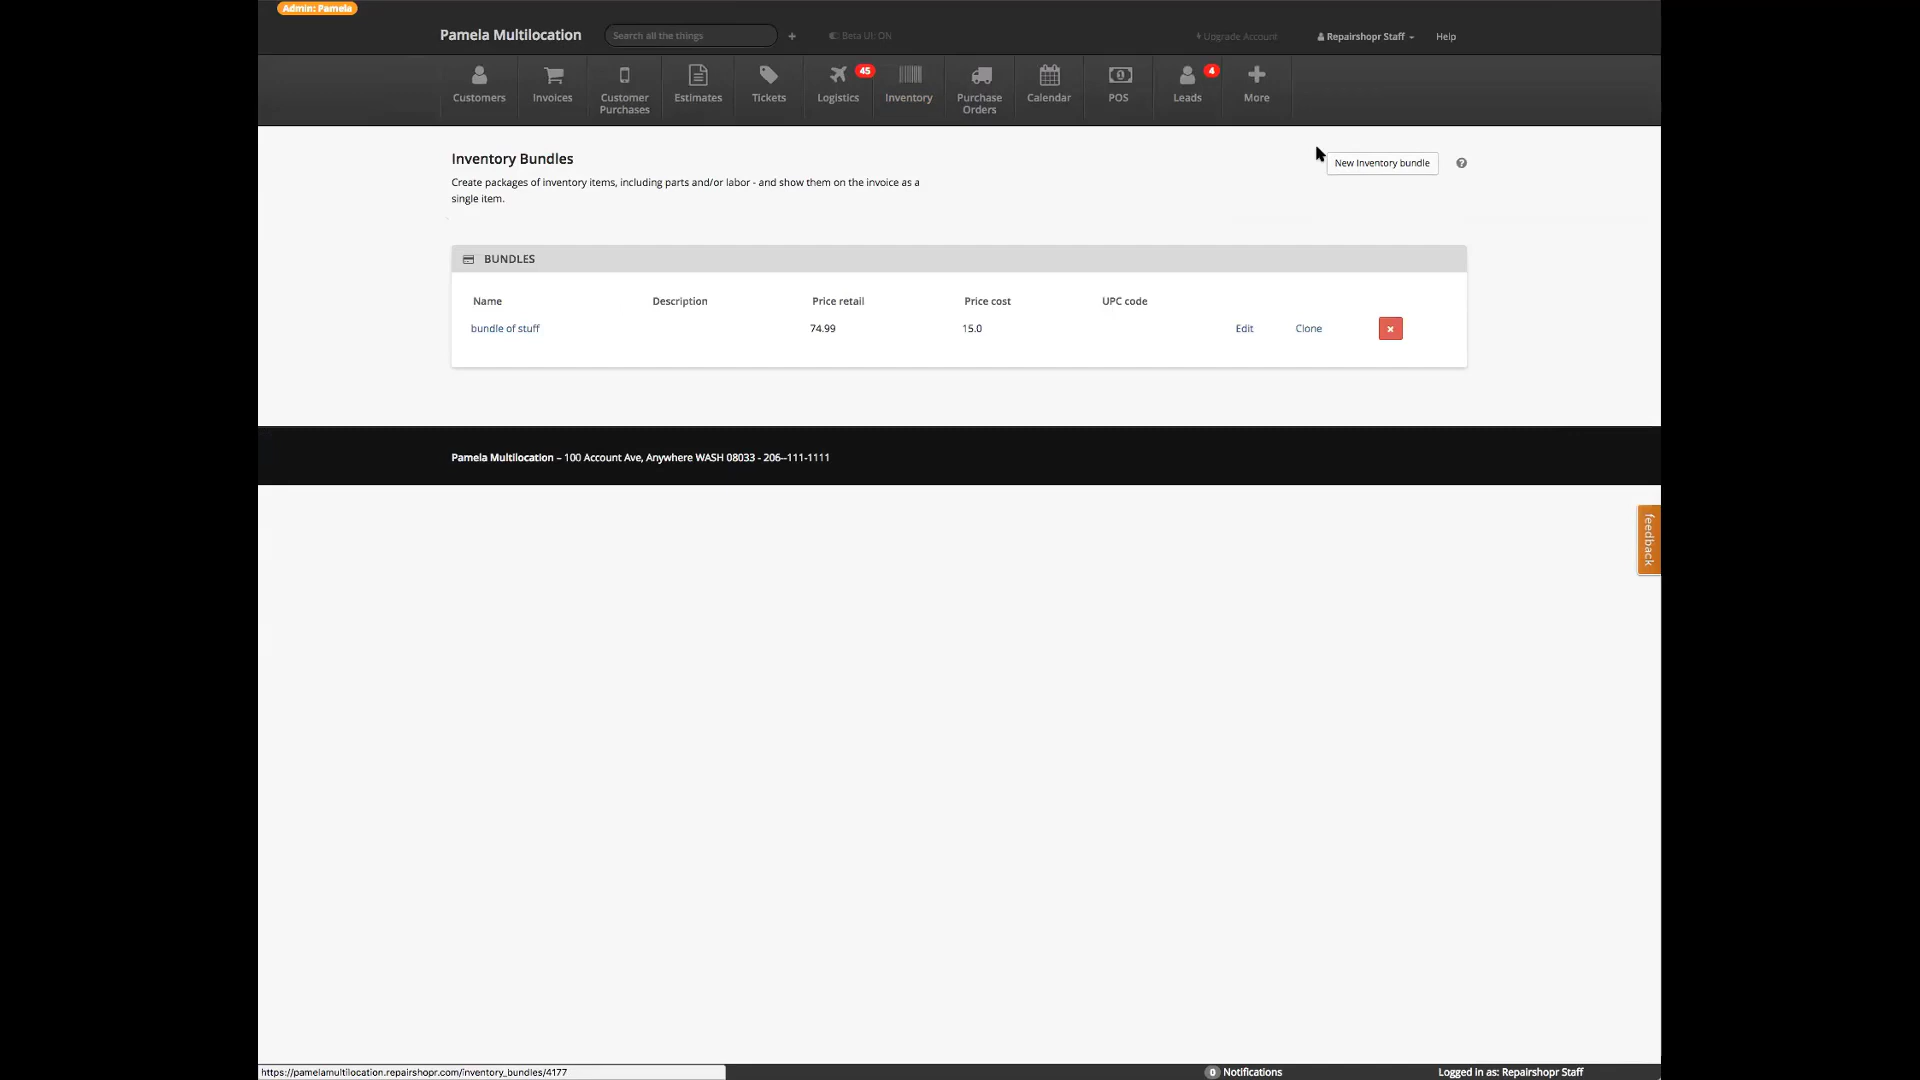 Admin: Pamela
Pamela Multilocation
Search all the things
Beta UI: ON
Upgrade Account
Repairshopr Staff
Help
Customers
Invoices
Customer
Purchases
Estimates
Tickets
Logistics
45
Inventory
Purchase
Orders
Calendar
POS
Leads
4
More
Inventory Bundles
New Inventory bundle
?
Create packages of inventory items, including parts and/or labor - and show them on the invoice as a
single item.
BUNDLES
Name Description Price retail Price cost UPC code
bundle of stuff 74.99 15.0 Edit Clone ×
Pamela Multilocation – 100 Account Ave, Anywhere WASH 08033 - 206--111-1111
feedback
https://pamelamultilocation.repairshopr.com/inventory_bundles/4177
0 Notifications
Logged in as: Repairshopr Staff